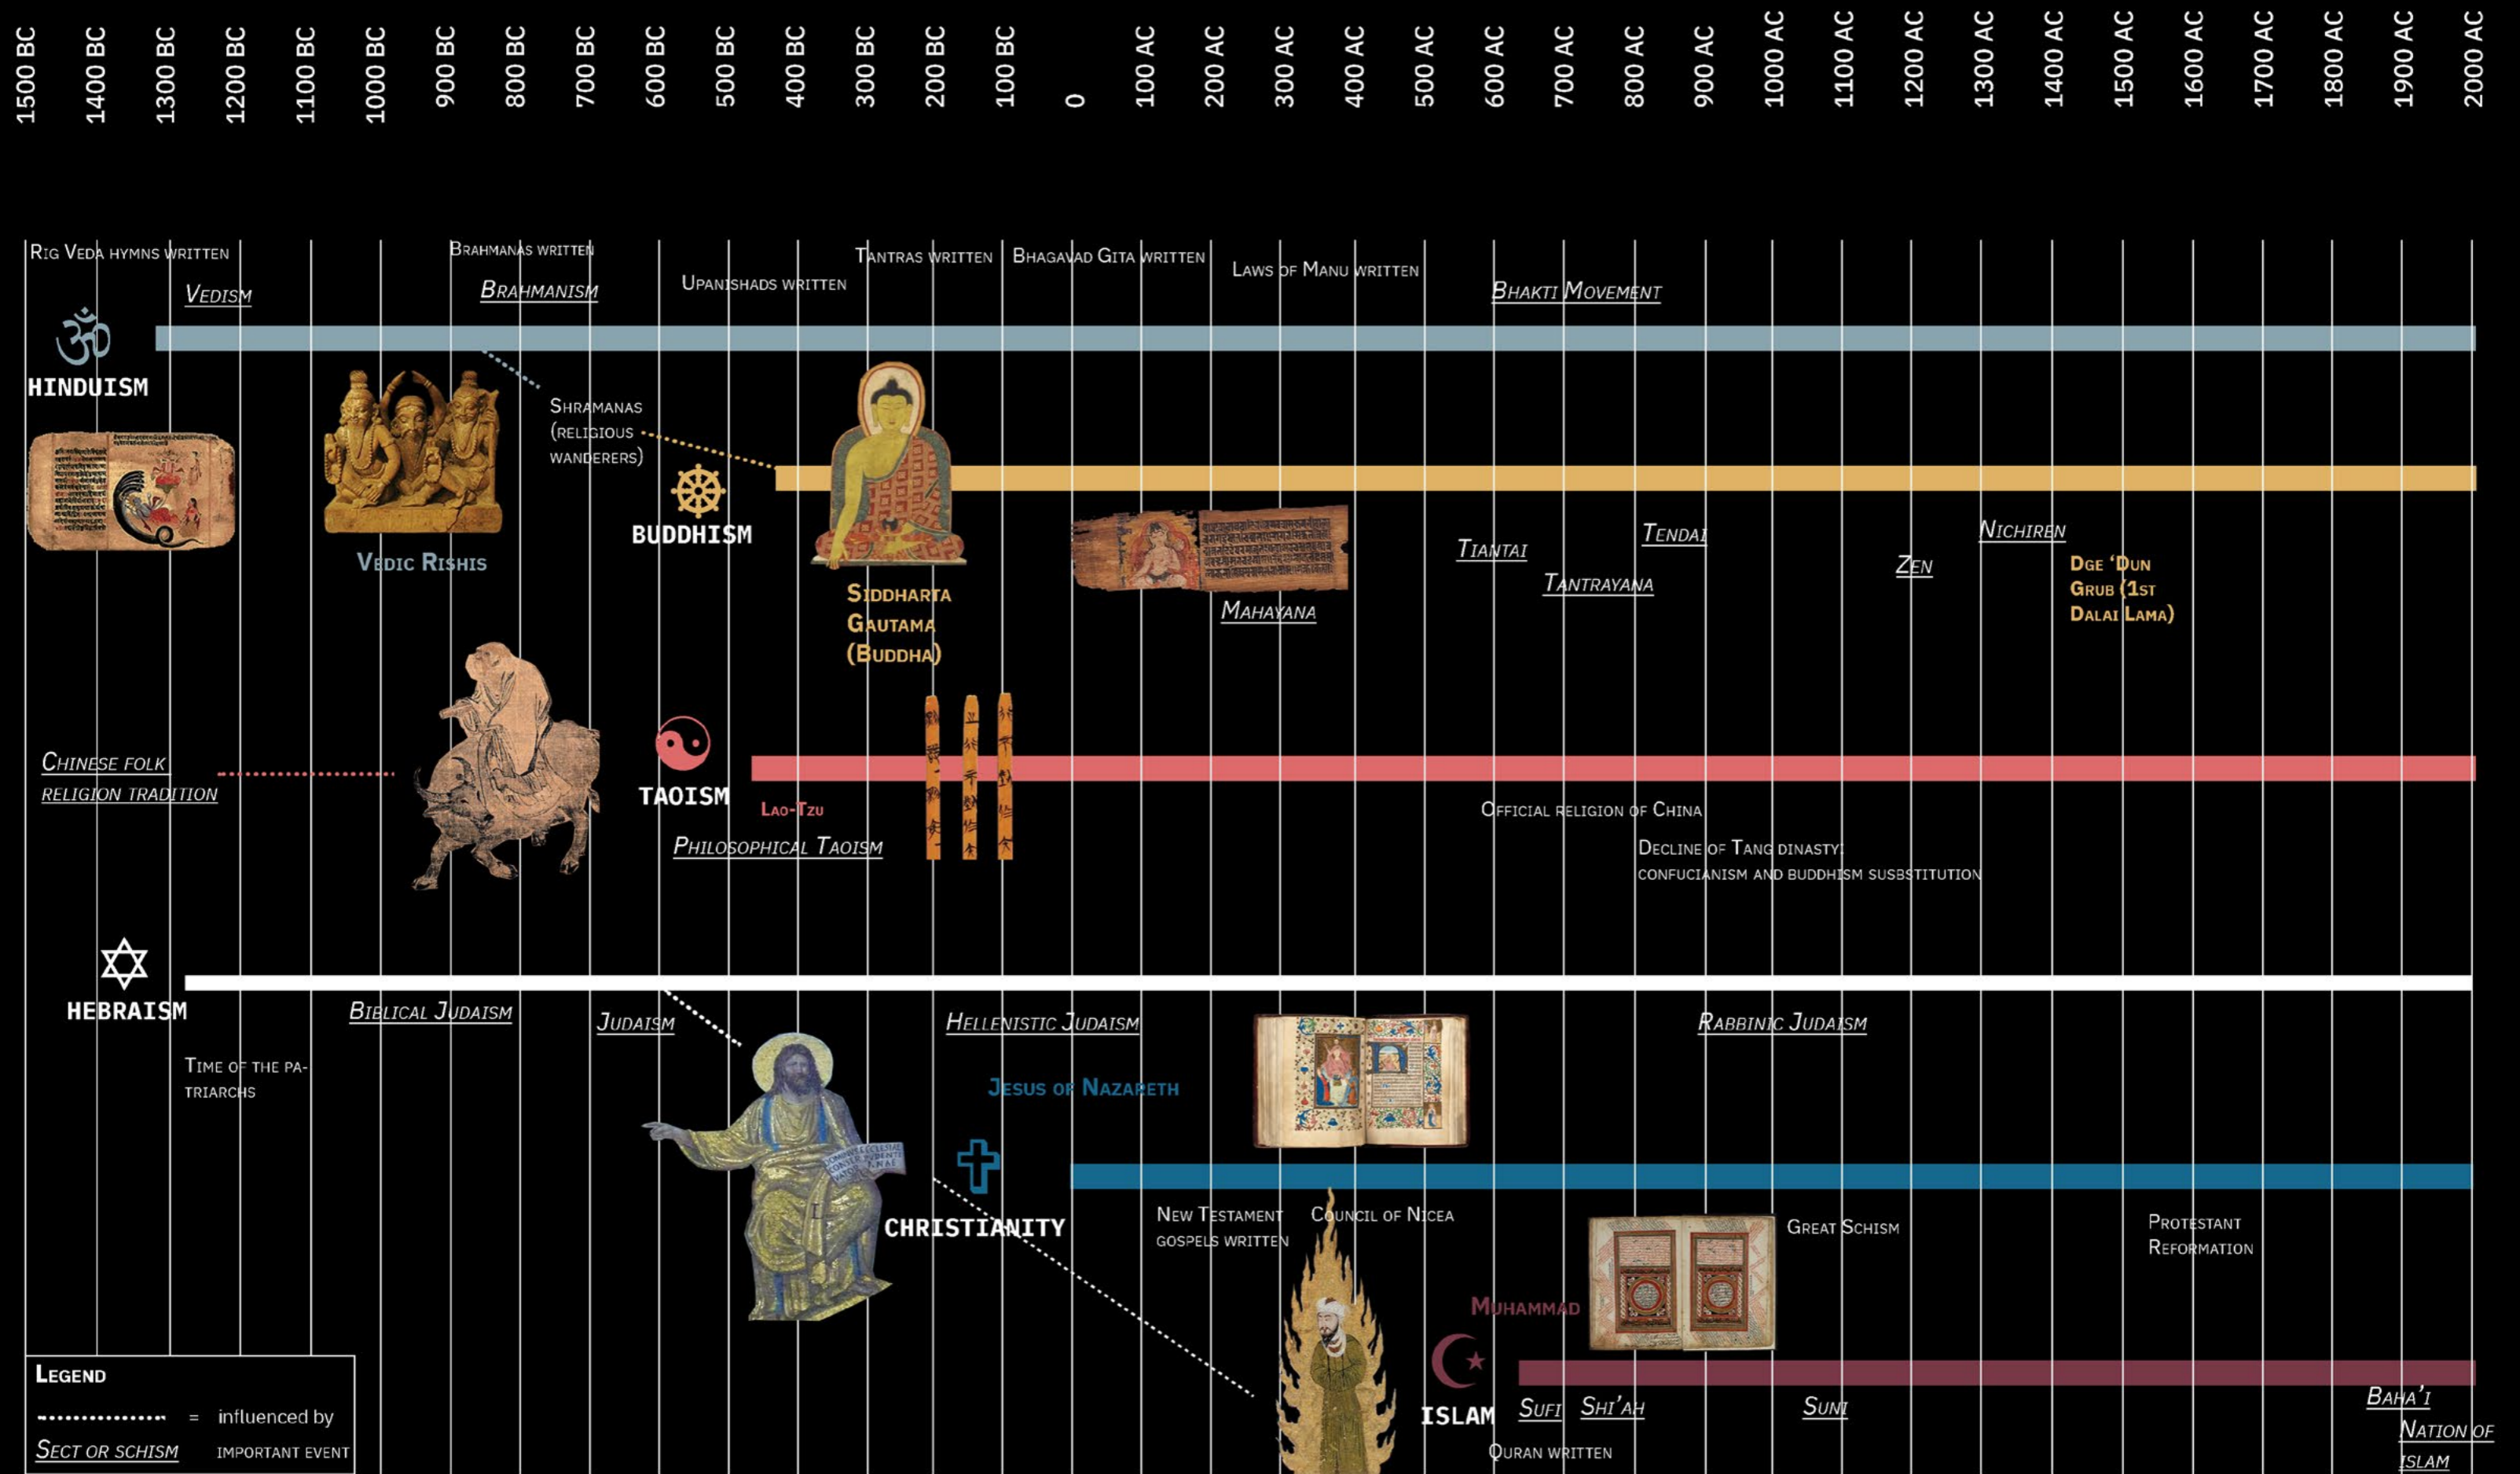 1500 BC
1400 BC
1300 BC
1200 BC
1100 BC
1000 BC
900 BC
800 BC
700 BC
600 BC
500 BC
400 BC
300 BC
200 BC
100 BC
0
100 AC
200 AC
300 AC
400 AC
500 AC
600 AC
700 AC
800 AC
900 AC
1000 AC
1100 AC
1200 AC
1300 AC
1400 AC
1500 AC
1600 AC
1700 AC
1800 AC
1900 AC
2000 AC
Rig Veda hymns written
Brahmanas written
Upanishads written
Tantras written
Bhagavad Gita written
Laws of Manu written
Vedism
Brahmanism
Bhakti Movement
ॐ
HINDUISM
Vedic Rishis
Shramanas
(religious
wanderers)
BUDDHISM
Siddharta
Gautama
(Buddha)
Mahayana
Tiantai
Tantrayana
Tendai
Zen
Nichiren
Dge ‘Dun
Grub (1st
Dalai Lama)
Chinese folk
religion tradition
TAOISM
Lao-Tzu
Philosophical Taoism
Official religion of China
Decline of Tang dinasty:
confucianism and buddhism susbstitution
HEBRAISM
Biblical Judaism
Judaism
Hellenistic Judaism
Rabbinic Judaism
Time of the pa-
triarchs
Jesus of Nazareth
CHRISTIANITY
New Testament
gospels written
Council of Nicea
Great Schism
Protestant
Reformation
Muhammad
ISLAM
Sufi
Shi’ah
Suni
Baha’i
Nation of
islam
Quran written
Legend
= influenced by
Sect or schism
important event